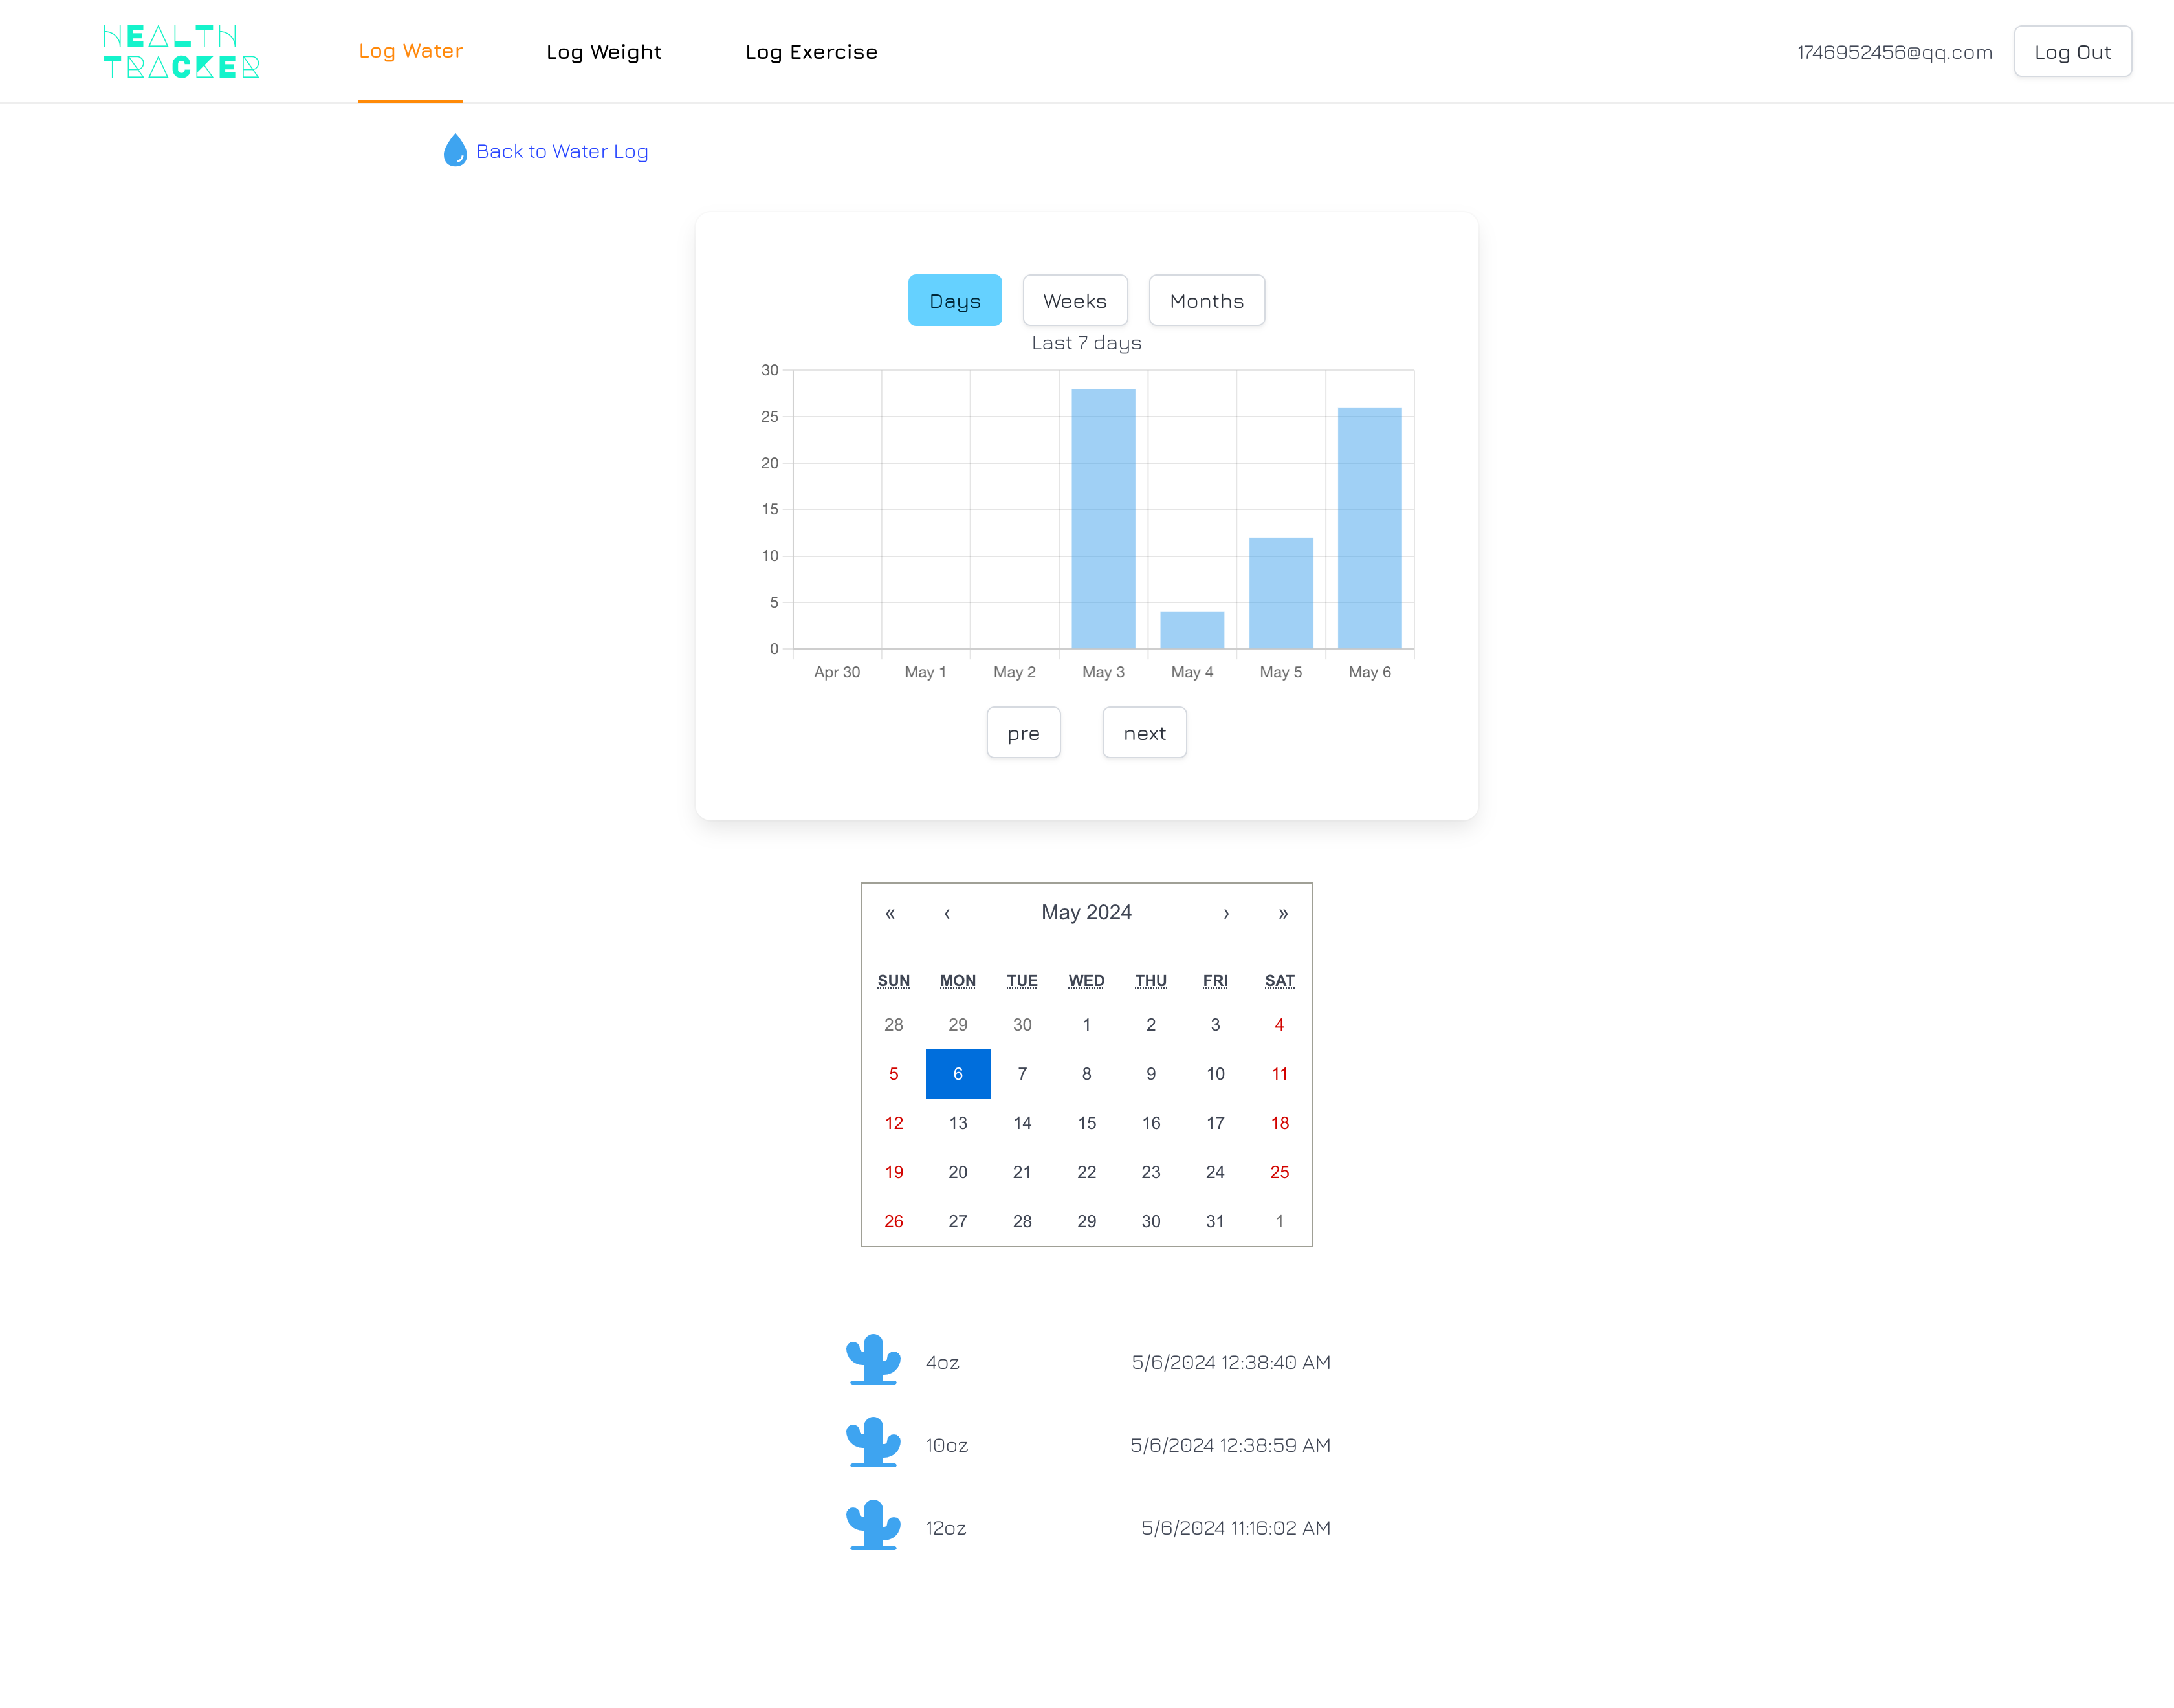 HEALTH
TRACKER
Log Water
Log Weight
Log Exercise
1746952456@qq.com
Log Out
Back to Water Log
Days
Weeks
Months
Last 7 days
30
25
20
15
10
5
0
Apr 30 May 1 May 2 May 3 May 4 May 5 May 6
pre
next
« ‹ May 2024 › »
SUN MON TUE WED THU FRI SAT
28 29 30 1 2 3 4
5 6 7 8 9 10 11
12 13 14 15 16 17 18
19 20 21 22 23 24 25
26 27 28 29 30 31 1
4oz 5/6/2024 12:38:40 AM
10oz 5/6/2024 12:38:59 AM
12oz 5/6/2024 11:16:02 AM